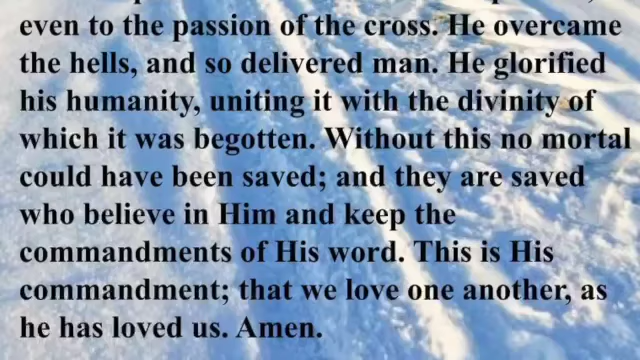 even to the passion of the cross. He overcame
the hells, and so delivered man. He glorified
his humanity, uniting it with the divinity of
which it was begotten. Without this no mortal
could have been saved; and they are saved
who believe in Him and keep the
commandments of His word. This is His
commandment; that we love one another, as
he has loved us. Amen.